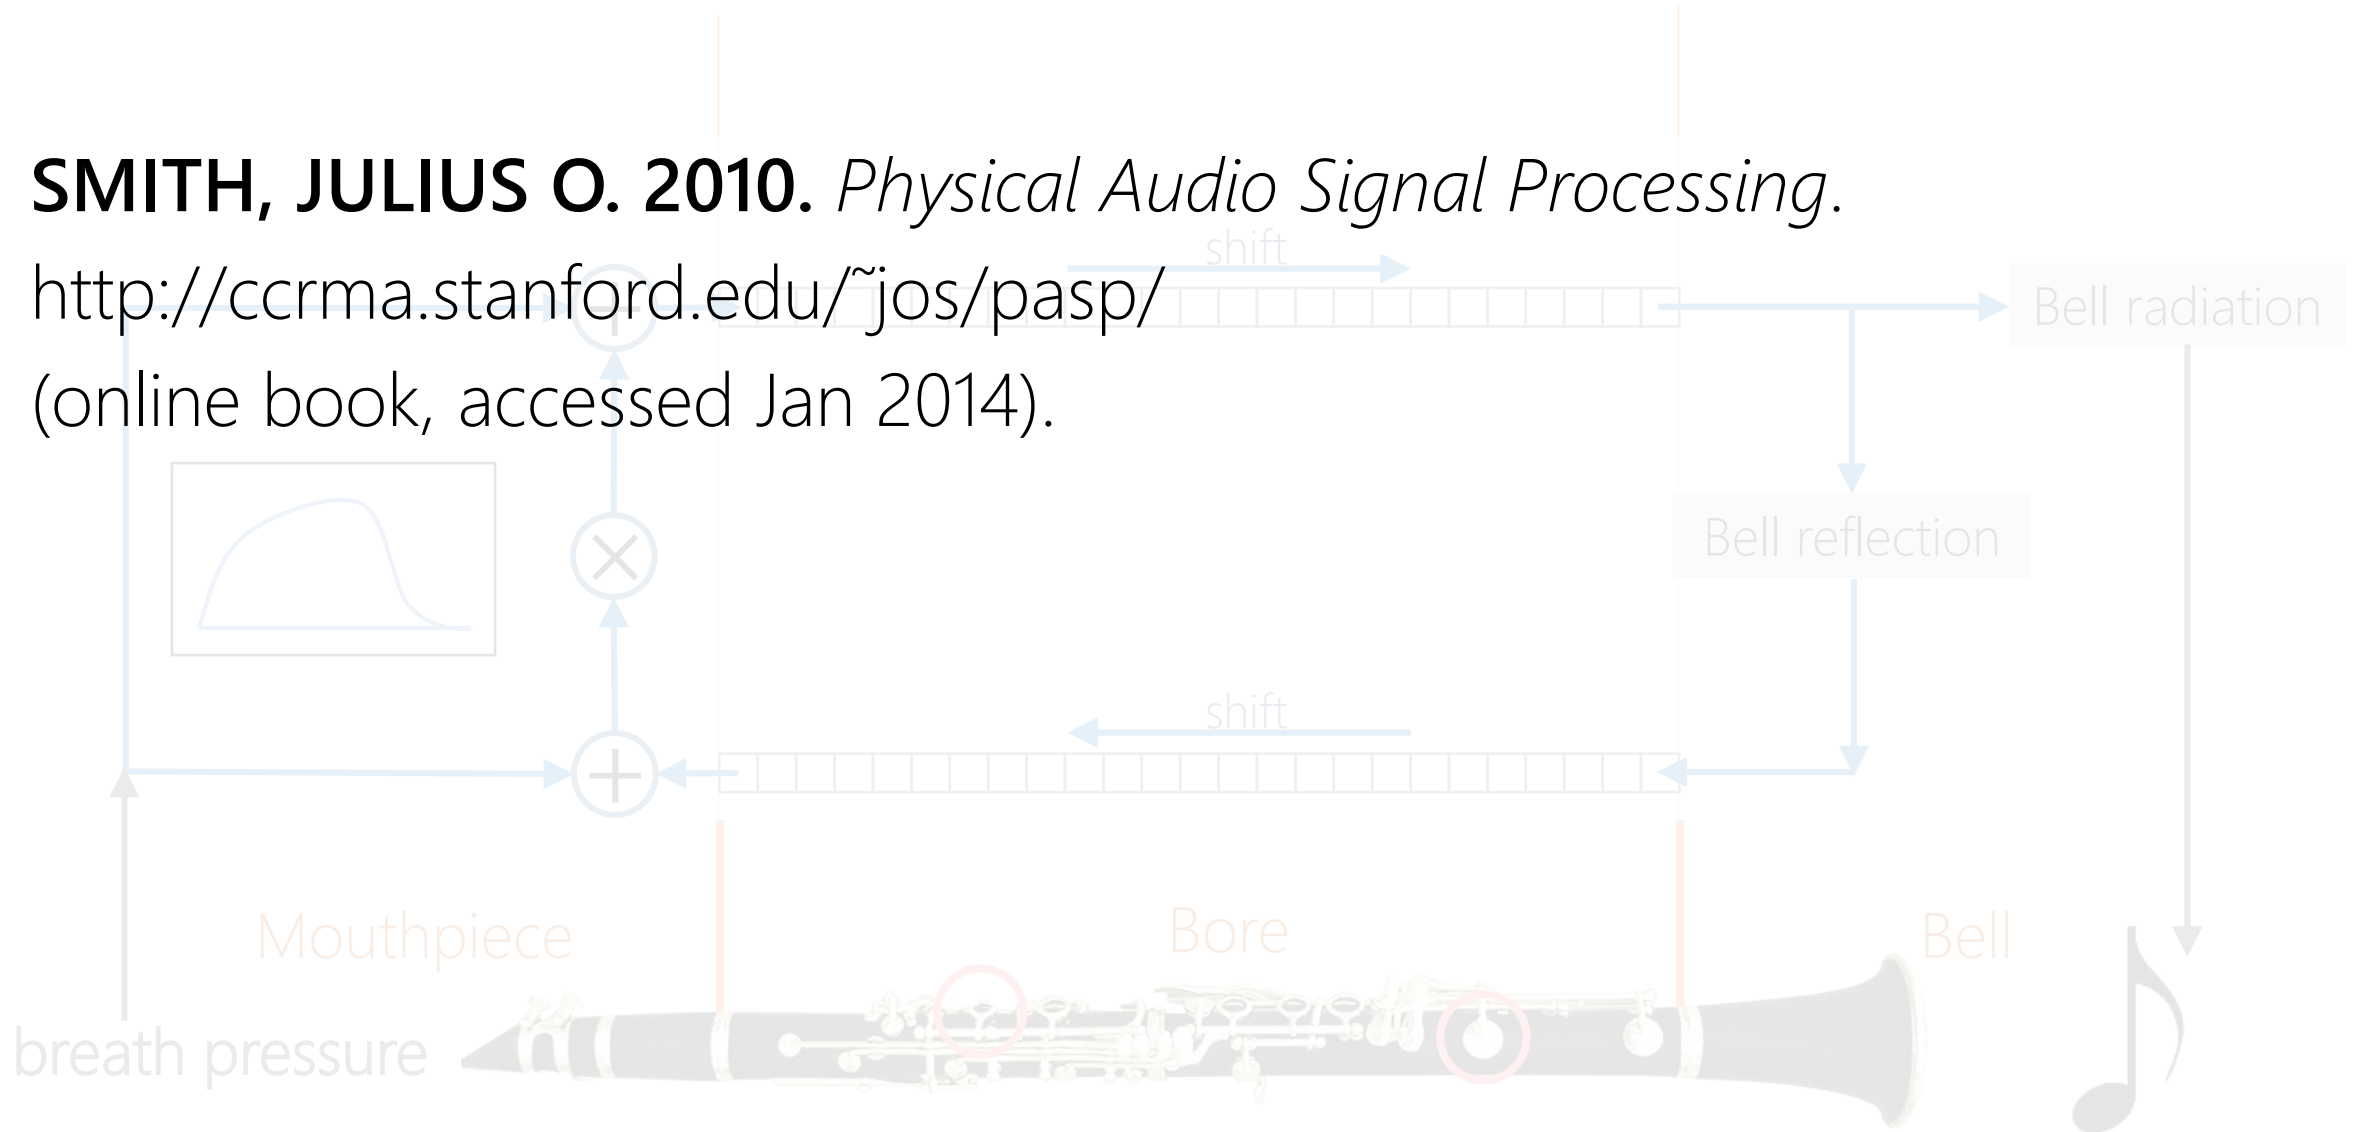 SMITH, JULIUS O. 2010. Physical Audio Signal Processing.
shift
http://ccrma.stanford.edu/~jos/pasp/
Bell radiation
(online book, accessed Jan 2014).
Bell reflection
shift
Mouthpiece
Bore
Bell
breath pressure